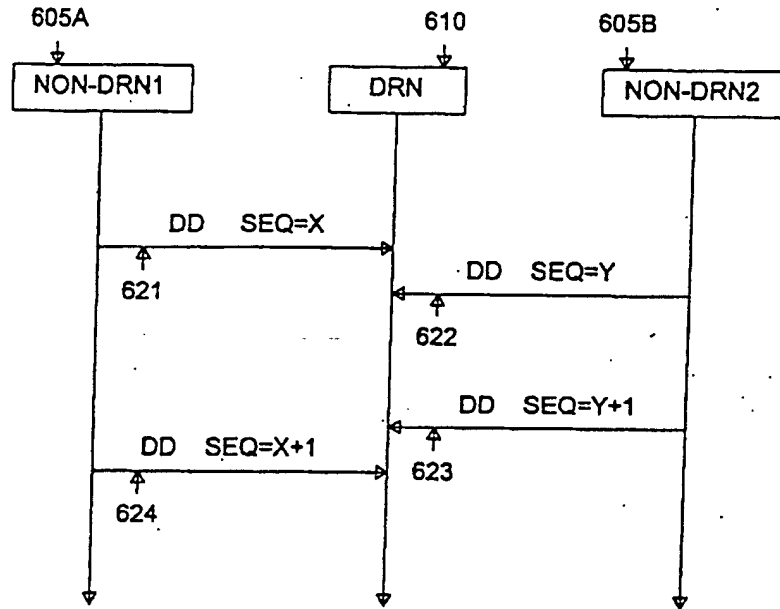 605A
610
605B
NON-DRN1
DRN
NON-DRN2
DD SEQ=X
621
DD SEQ=Y
622
DD SEQ=Y+1
623
DD SEQ=X+1
624